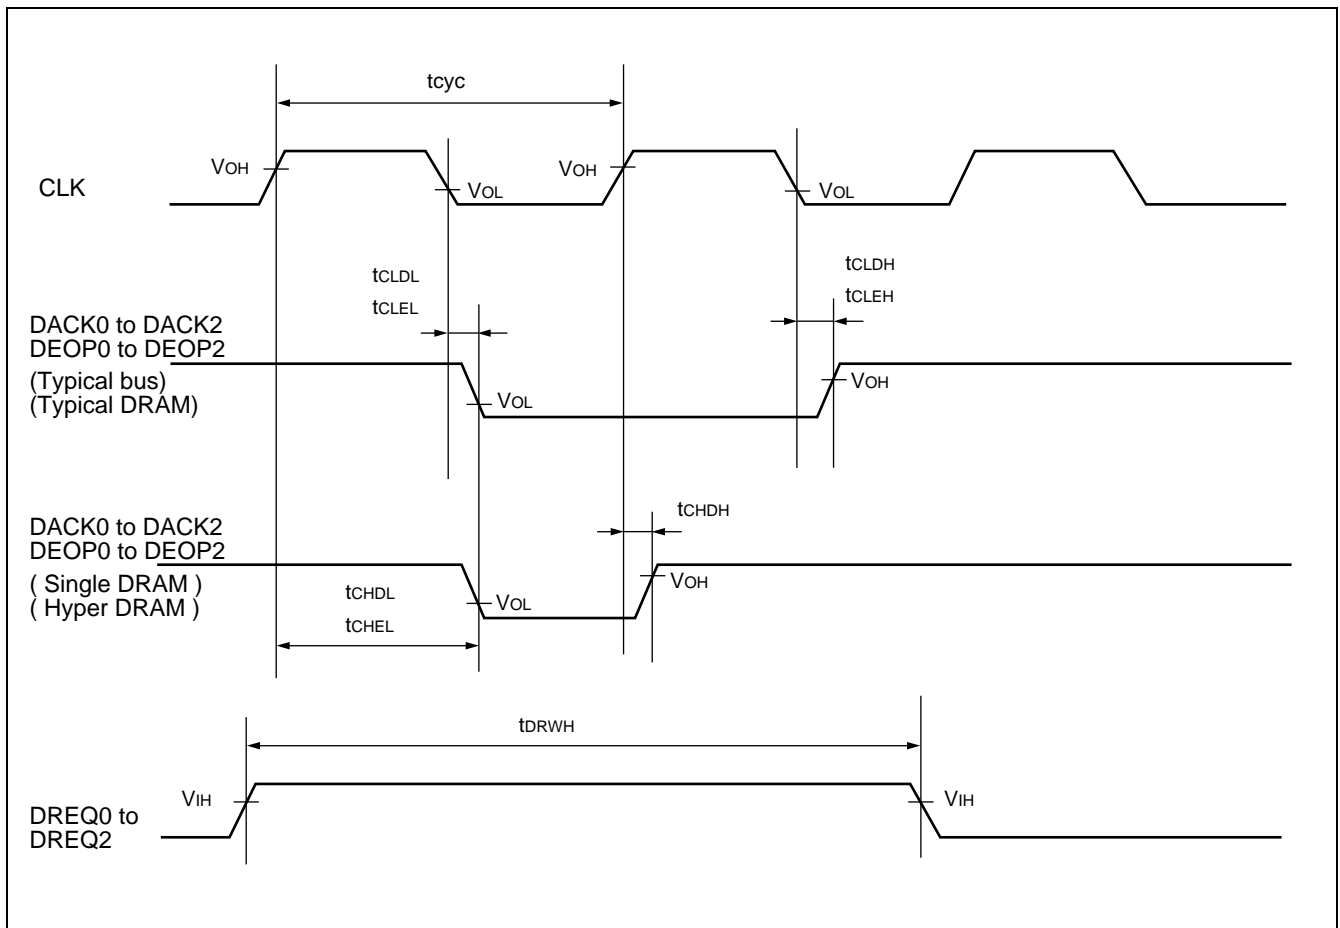 tcyc
VOH
VOH
CLK
VOL
VOL
tCLDL
tCLEL
tCLDH
tCLEH
DACK0 to DACK2
DEOP0 to DEOP2
(Typical bus)
(Typical DRAM)
VOL
VOH
DACK0 to DACK2
DEOP0 to DEOP2
( Single DRAM )
( Hyper DRAM )
tCHDH
VOH
tCHDL
tCHEL
VOL
tDRWH
VIH
VIH
DREQ0 to
DREQ2